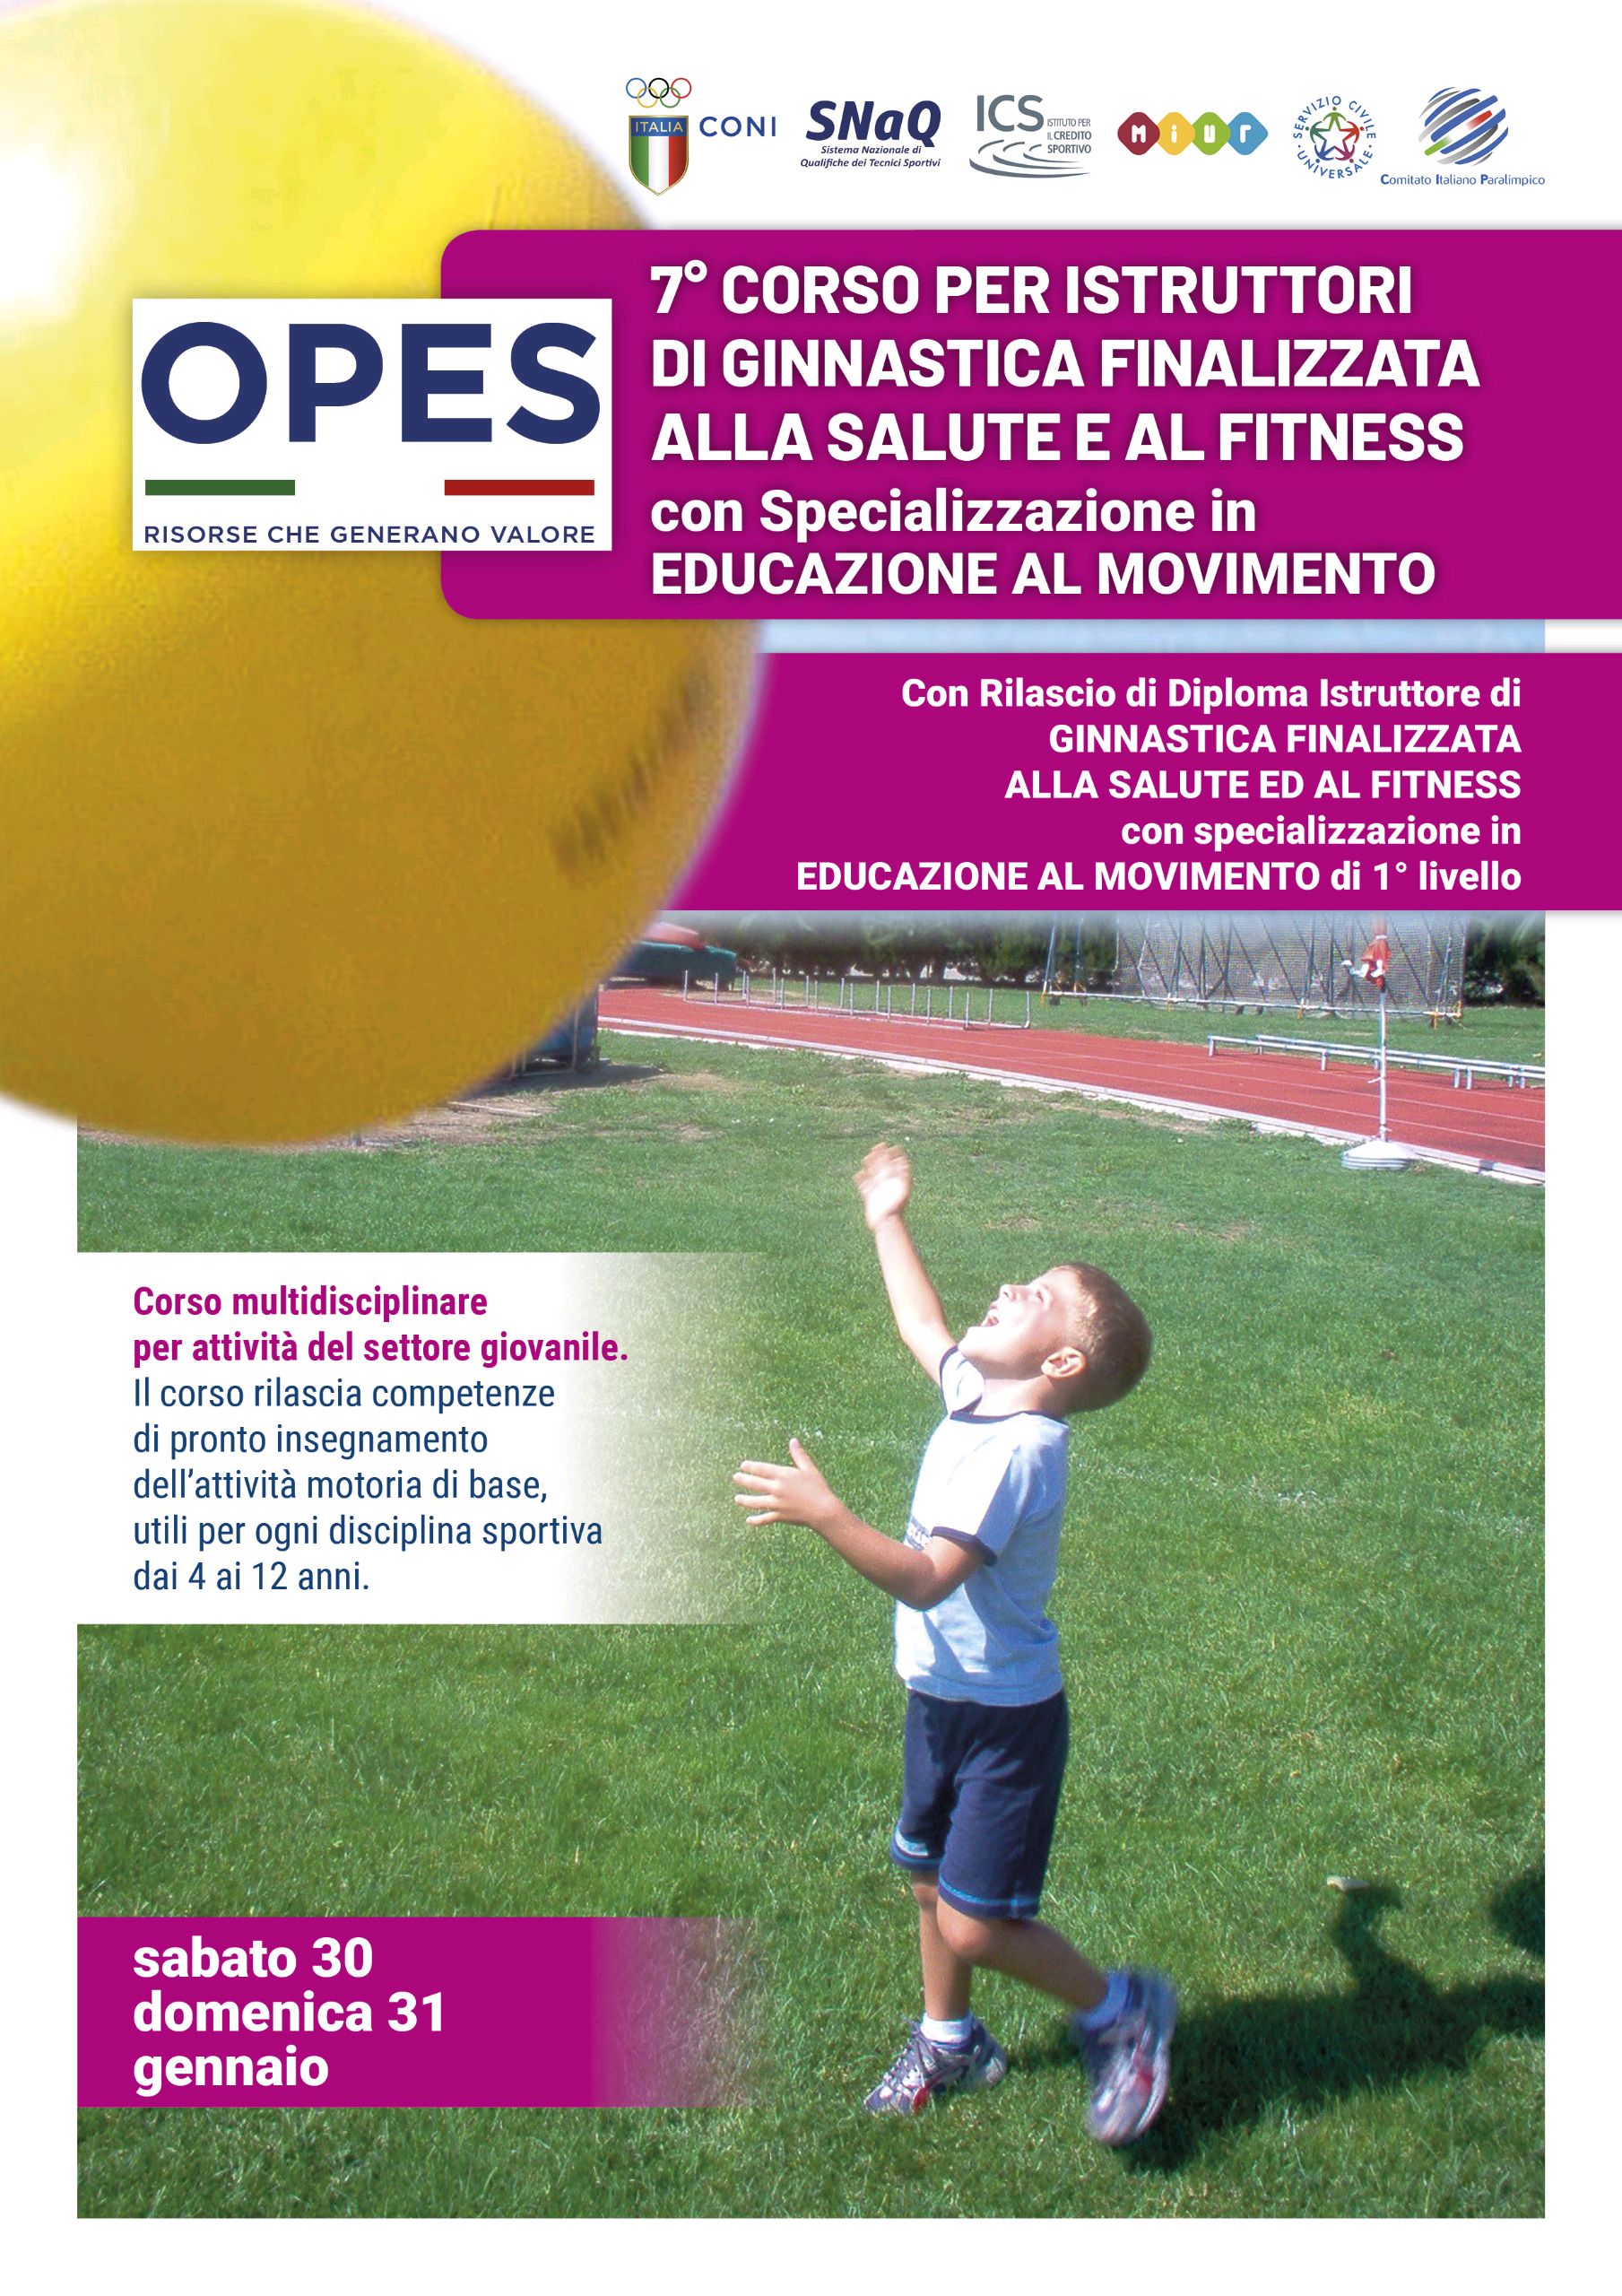 ITALIA
CONI
SNaQ
Sistema Nazionale di
Qualifiche dei Tecnici Sportivi
ICS
ISTITUTO PER
IL CREDITO
SPORTIVO
MIUR
SERVIZIO CIVILE
UNIVERSALE
Comitato Italiano Paralimpico
7° CORSO PER ISTRUTTORI
DI GINNASTICA FINALIZZATA
ALLA SALUTE E AL FITNESS
con Specializzazione in
EDUCAZIONE AL MOVIMENTO
OPES
RISORSE CHE GENERANO VALORE
Con Rilascio di Diploma Istruttore di
GINNASTICA FINALIZZATA
ALLA SALUTE ED AL FITNESS
con specializzazione in
EDUCAZIONE AL MOVIMENTO di 1° livello
Corso multidisciplinare
per attività del settore giovanile.
Il corso rilascia competenze
di pronto insegnamento
dell’attività motoria di base,
utili per ogni disciplina sportiva
dai 4 ai 12 anni.
sabato 30
domenica 31
gennaio